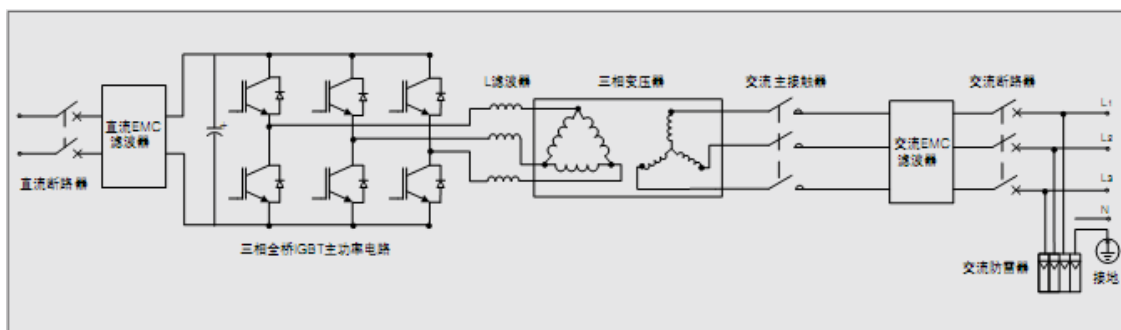 L滤波器
三相变压器
交流主接触器
交流断路器
直流EMC
滤波器
交流EMC
滤波器
L1
L2
L3
N
直流断路器
三相全桥IGBT主功率电路
交流防雷器
接地
+